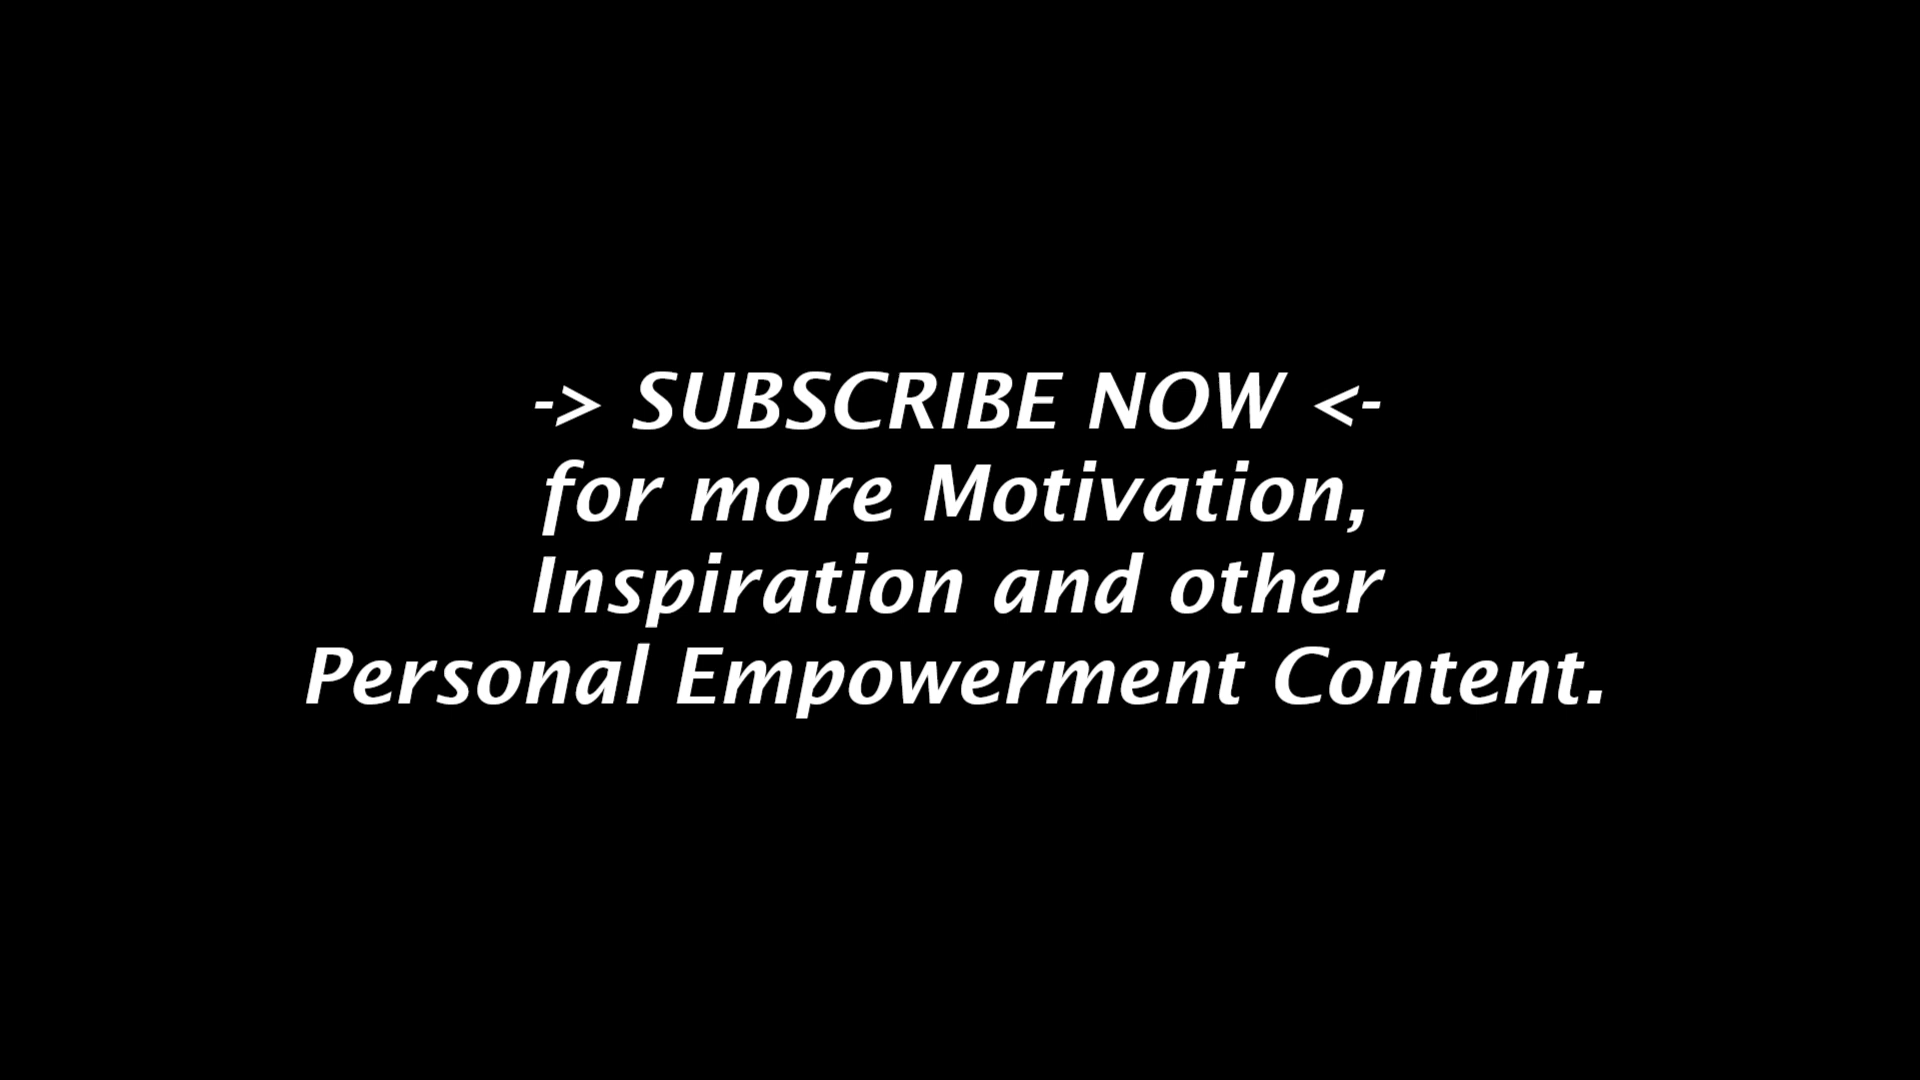 -> SUBSCRIBE NOW <-
for more Motivation,
Inspiration and other
Personal Empowerment Content.